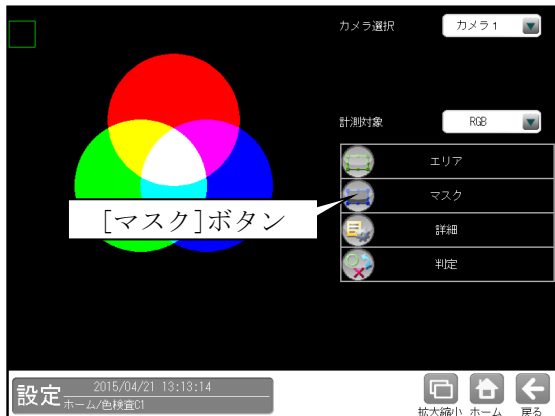 カメラ選択 カメラ1
計測対象 RGB
エリア
マスク
[マスク]ボタン
詳細
判定
設定 2015/04/21 13:13:14
ホーム/色検査01
拡大縮小 ホーム 戻る